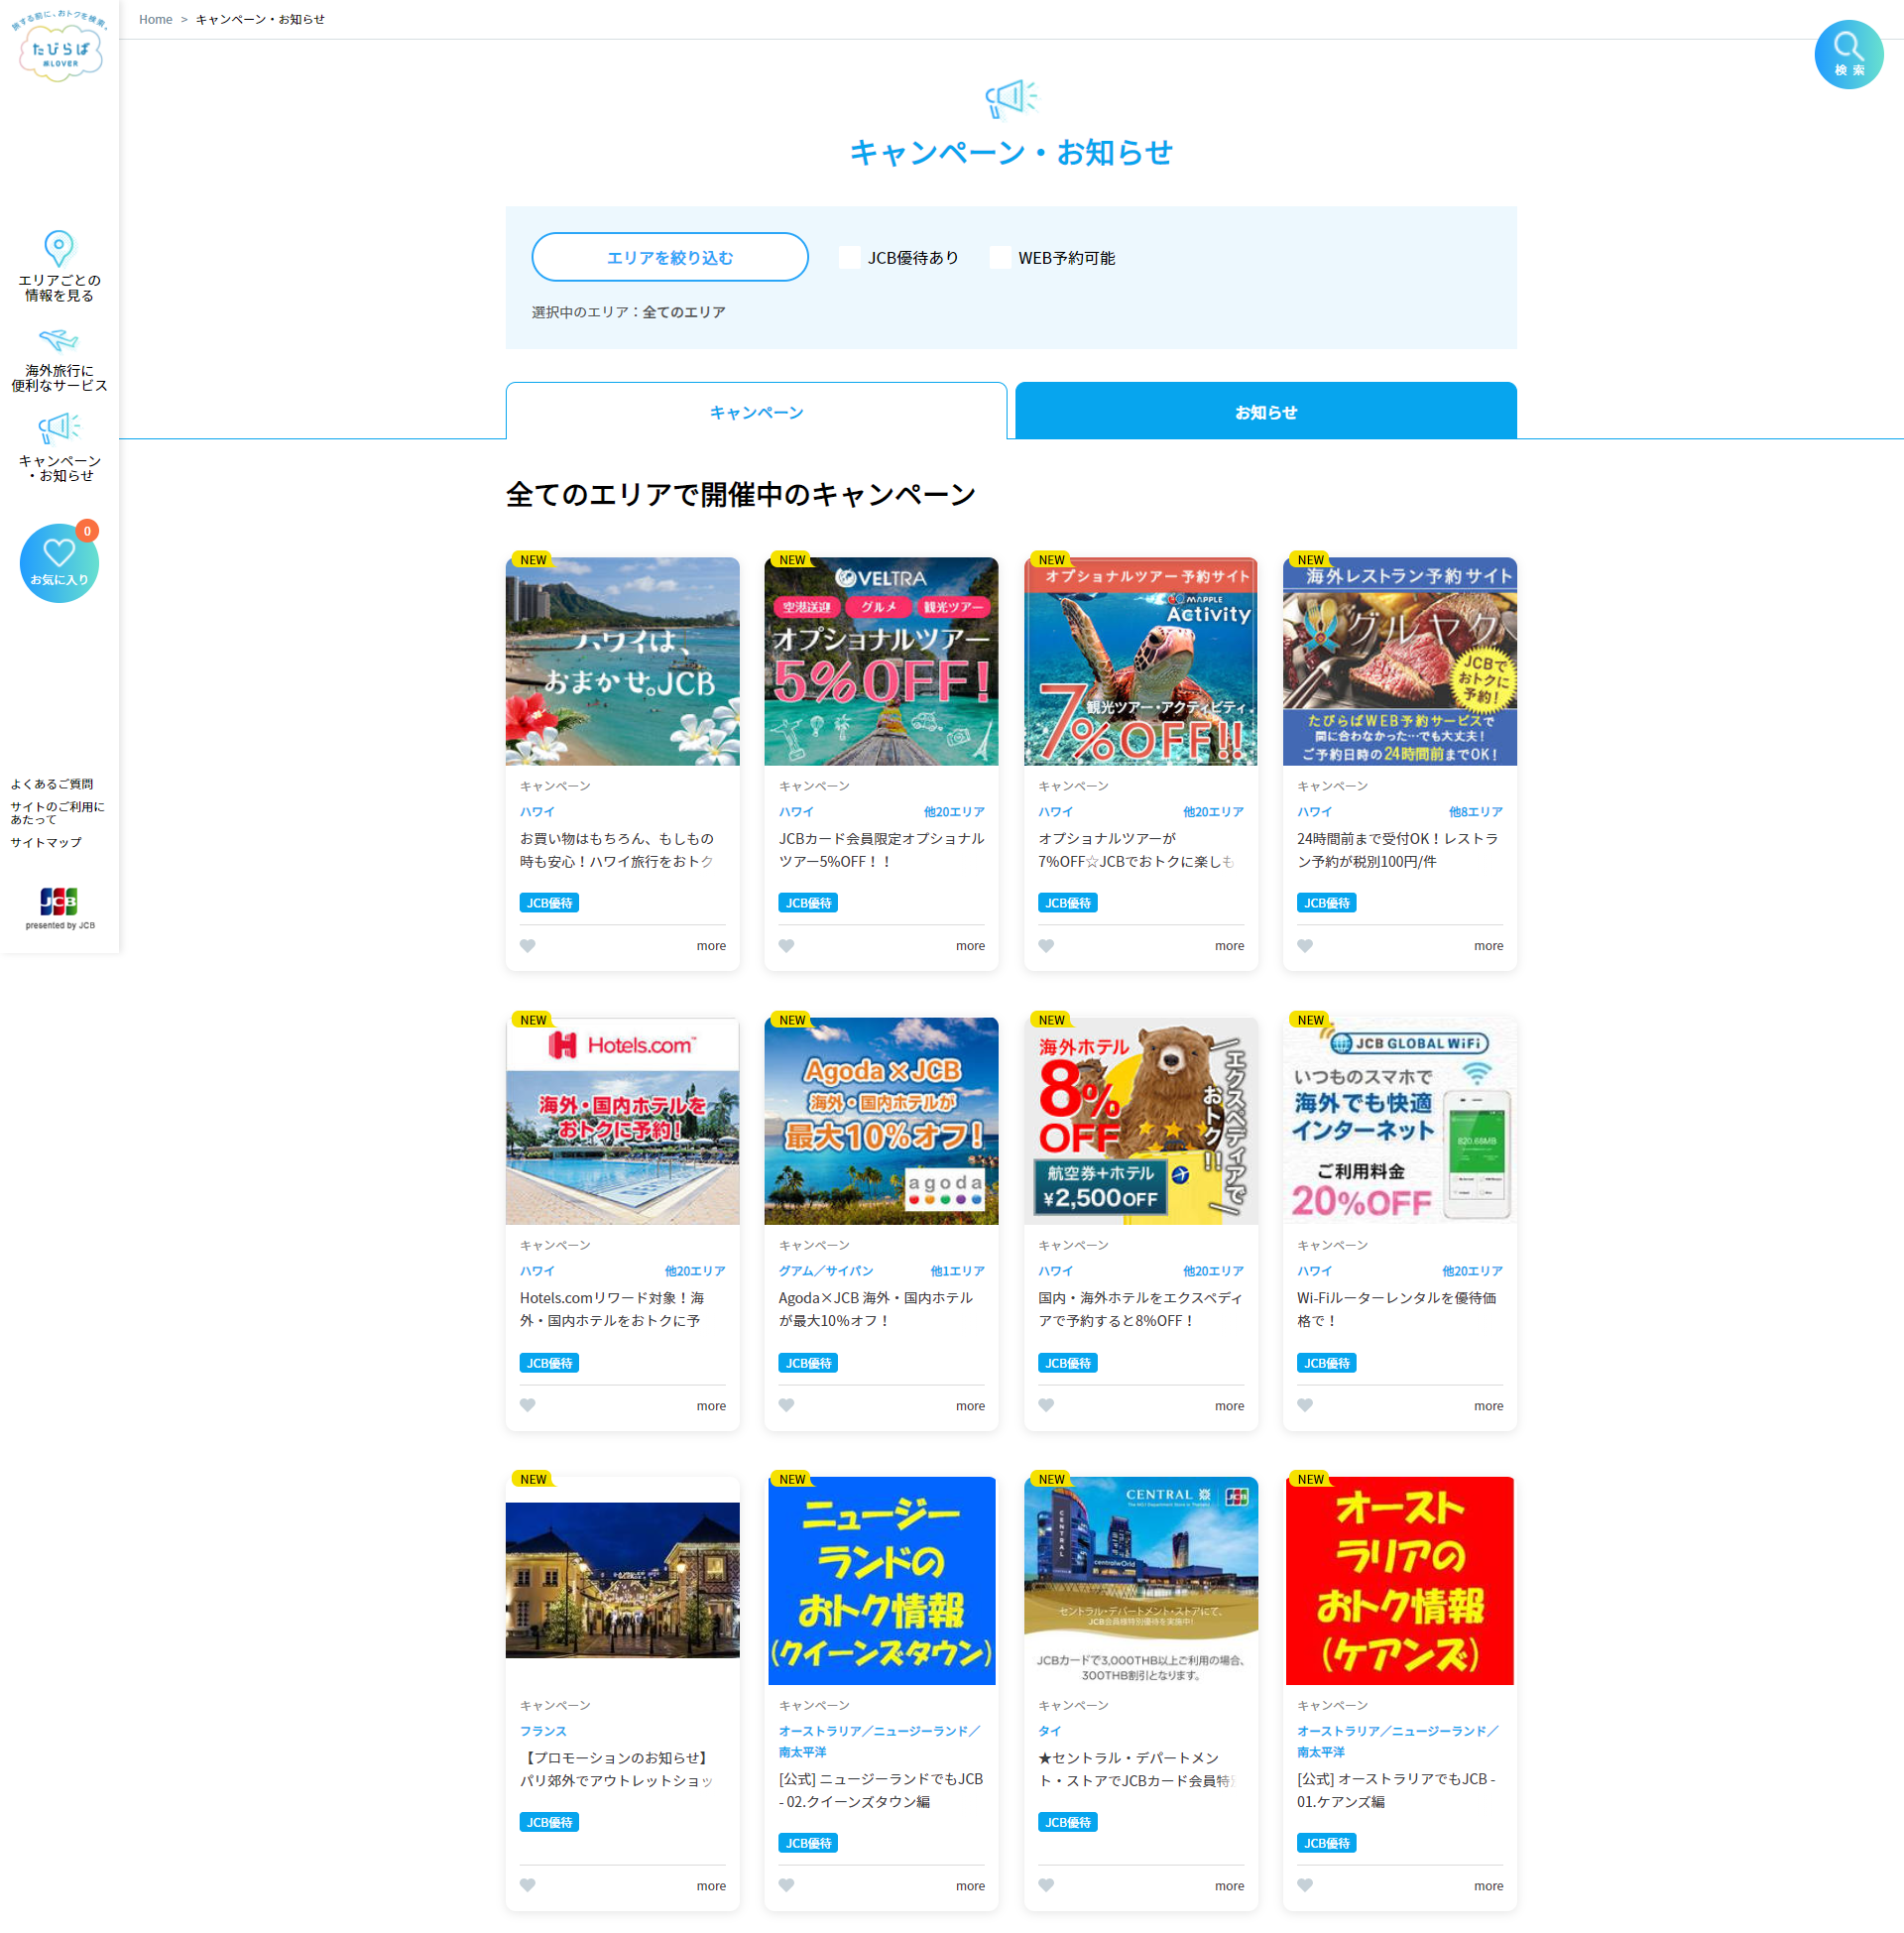 旅する前に、おトクを検索。
たびらば
旅LOVER
エリアごとの
情報を見る
海外旅行に
便利なサービス
キャンペーン
・お知らせ
0
お気に入り
よくあるご質問
サイトのご利用に
あたって
サイトマップ
JCB
presented by JCB
Home > キャンペーン・お知らせ
検索
キャンペーン・お知らせ
エリアを絞り込む
JCB優待あり
WEB予約可能
選択中のエリア：全てのエリア
キャンペーン
お知らせ
全てのエリアで開催中のキャンペーン
NEW
ハワイは、
おまかせ。JCB
キャンペーン
ハワイ
お買い物はもちろん、もしもの
時も安心！ハワイ旅行をおトク
JCB優待
more
NEW
VELTRA
空港送迎 グルメ 観光ツアー
オプショナルツアー
5%OFF!
キャンペーン
ハワイ 他20エリア
JCBカード会員限定オプショナル
ツアー5%OFF！！
JCB優待
more
NEW
オプショナルツアー予約サイト
MAPPLE
Activity
観光ツアー・アクティビティ
7%OFF!!
キャンペーン
ハワイ 他20エリア
オプショナルツアーが
7%OFF☆JCBでおトクに楽しも
JCB優待
more
NEW
海外レストラン予約サイト
グルヤク
JCBで
おトクに
予約！
たびらばWEB予約サービスで
間に合わなかった…でも大丈夫！
ご予約日時の24時間前までOK！
キャンペーン
ハワイ 他8エリア
24時間前まで受付OK！レストラ
ン予約が税別100円/件
JCB優待
more
NEW
Hotels.com™
海外・国内ホテルを
おトクに予約！
キャンペーン
ハワイ 他20エリア
Hotels.comリワード対象！海
外・国内ホテルをおトクに予
JCB優待
more
NEW
Agoda×JCB
海外・国内ホテルが
最大10%オフ！
agoda
キャンペーン
グアム／サイパン 他1エリア
Agoda×JCB 海外・国内ホテル
が最大10%オフ！
JCB優待
more
NEW
海外ホテル
8%
OFF
エクスペディアで
おトク!!
航空券＋ホテル
¥2,500OFF
キャンペーン
ハワイ 他20エリア
国内・海外ホテルをエクスペディ
アで予約すると8%OFF！
JCB優待
more
NEW
JCB GLOBAL WiFi
いつものスマホで
海外でも快適
インターネット
820.68MB
ご利用料金
20%OFF
キャンペーン
ハワイ 他20エリア
Wi-Fiルーターレンタルを優待価
格で！
JCB優待
more
NEW
キャンペーン
フランス
【プロモーションのお知らせ】
パリ郊外でアウトレットショッ
JCB優待
more
NEW
ニュージー
ランドの
おトク情報
(クイーンズタウン)
キャンペーン
オーストラリア／ニュージーランド／
南太平洋
[公式] ニュージーランドでもJCB
- 02.クイーンズタウン編
JCB優待
more
NEW
CENTRAL
JCB
CENTRAL
centralwOrld
セントラル・デパートメント・ストアにて、
JCB会員様特別優待を実施中！
JCBカードで3,000THB以上ご利用の場合、
300THB割引となります。
キャンペーン
タイ
★セントラル・デパートメン
ト・ストアでJCBカード会員特別
JCB優待
more
NEW
オースト
ラリアの
おトク情報
(ケアンズ)
キャンペーン
オーストラリア／ニュージーランド／
南太平洋
[公式] オーストラリアでもJCB -
01.ケアンズ編
JCB優待
more